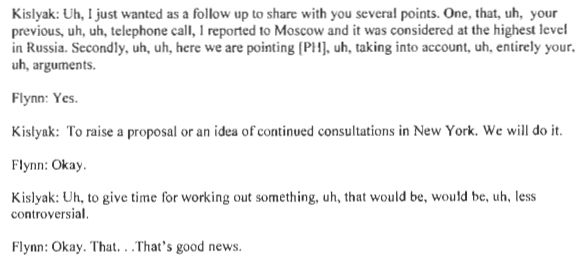 Kislyak: Uh, I just wanted as a follow up to share with you several points. One, that, uh, your
previous, uh, uh, telephone call, I reported to Moscow and it was considered at the highest level
in Russia. Secondly, uh, uh, here we are pointing [PH], uh, taking into account, uh, entirely your,
uh, arguments.
Flynn: Yes.
Kislyak: To raise a proposal or an idea of continued consultations in New York. We will do it.
Flynn: Okay.
Kislyak: Uh, to give time for working out something, uh, that would be, would be, uh, less
controversial.
Flynn: Okay. That. . .That's good news.